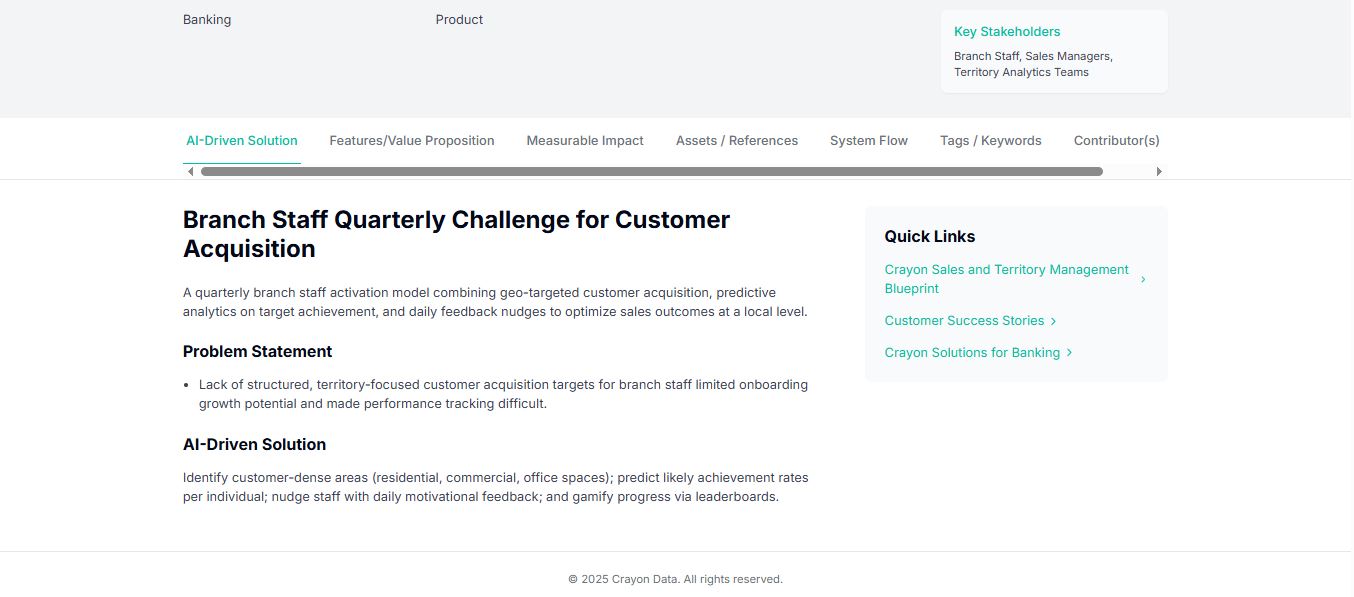 Banking
Product
Key Stakeholders
Branch Staff, Sales Managers,
Territory Analytics Teams
AI-Driven Solution
Features/Value Proposition
Measurable Impact
Assets / References
System Flow
Tags / Keywords
Contributor(s)
Branch Staff Quarterly Challenge for Customer
Acquisition
A quarterly branch staff activation model combining geo-targeted customer acquisition, predictive
analytics on target achievement, and daily feedback nudges to optimize sales outcomes at a local level.
Problem Statement
• Lack of structured, territory-focused customer acquisition targets for branch staff limited onboarding
growth potential and made performance tracking difficult.
AI-Driven Solution
Identify customer-dense areas (residential, commercial, office spaces); predict likely achievement rates
per individual; nudge staff with daily motivational feedback; and gamify progress via leaderboards.
Quick Links
Crayon Sales and Territory Management
Blueprint
Customer Success Stories
Crayon Solutions for Banking
© 2025 Crayon Data. All rights reserved.